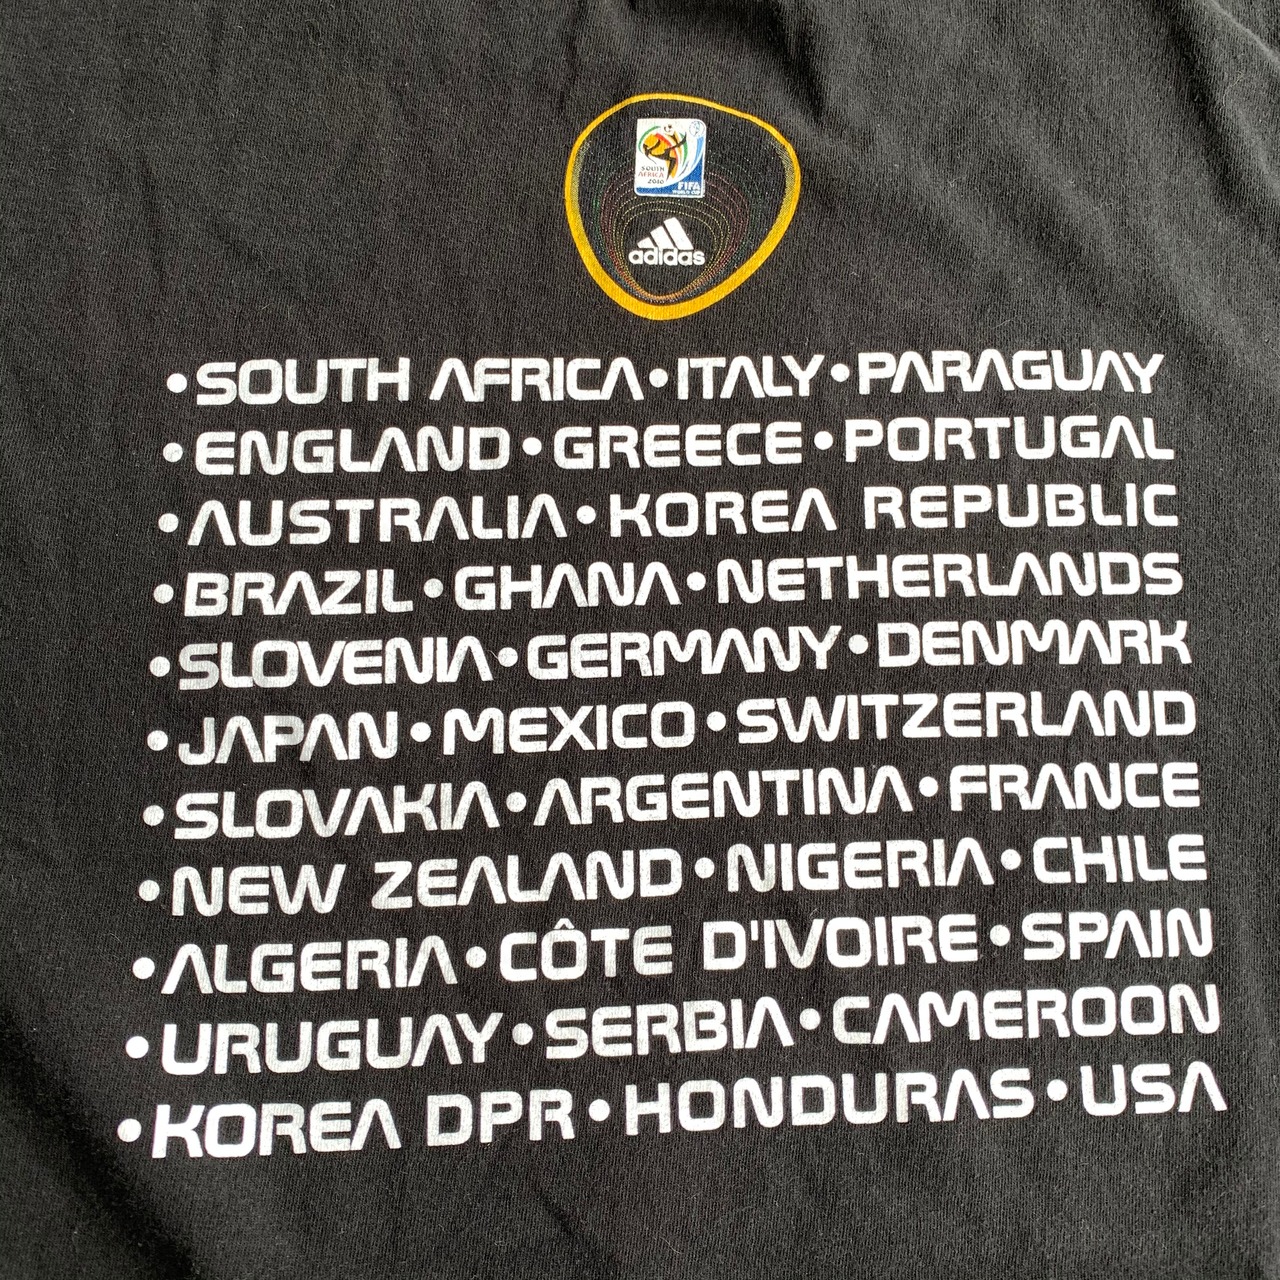 SOUTH AFRICA 2010
FIFA
WORLD CUP
adidas
•SOUTH AFRICA•ITALY•PARAGUAY
•ENGLAND•GREECE•PORTUGAL
•AUSTRALIA•KOREA REPUBLIC
•BRAZIL•GHANA•NETHERLANDS
•SLOVENIA•GERMANY•DENMARK
•JAPAN•MEXICO•SWITZERLAND
•SLOVAKIA•ARGENTINA•FRANCE
•NEW ZEALAND•NIGERIA•CHILE
•ALGERIA•CÔTE D'IVOIRE•SPAIN
•URUGUAY•SERBIA•CAMEROON
•KOREA DPR•HONDURAS•USA